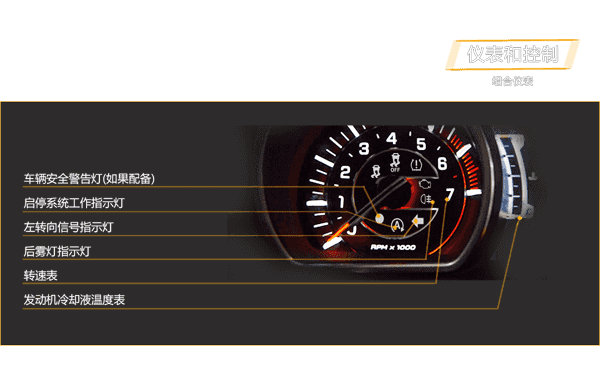 仪表和控制
组合仪表
车辆安全警告灯(如果配备)
启停系统工作指示灯
左转向信号指示灯
后雾灯指示灯
转速表
发动机冷却液温度表
4
3
5
OFF
2
6
1
7
0
A
RPM x 1000